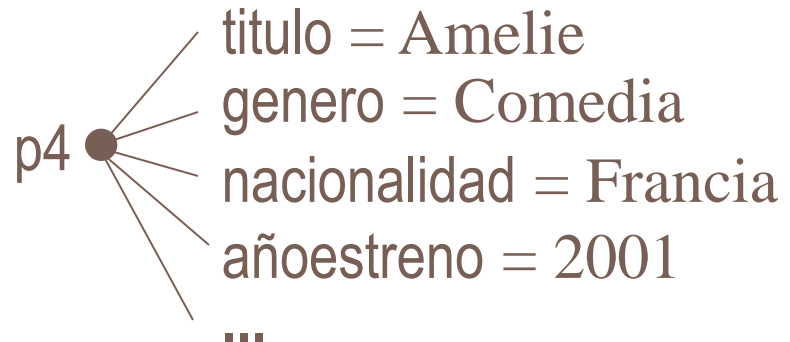 titulo = Amelie
genero = Comedia
p4
nacionalidad = Francia
añoestreno = 2001
...